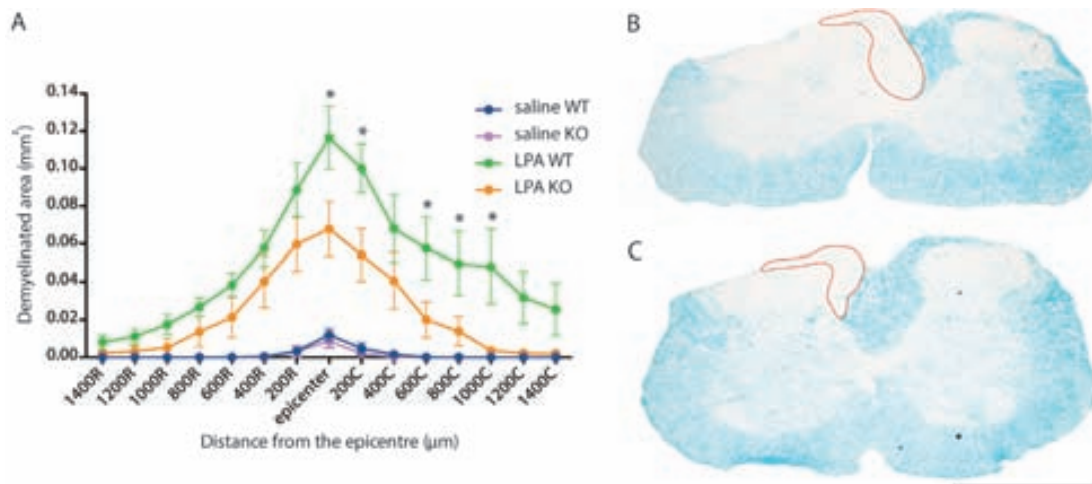 A
B
C
Demyelinated area (mm²)
0.14
0.12
0.10
0.08
0.06
0.04
0.02
0.00
* * * * *
saline WT
saline KO
LPA WT
LPA KO
1400R 1200R 1000R 800R 600R 400R 200R epicenter 200C 400C 600C 800C 1000C 1200C 1400C
Distance from the epicentre (μm)